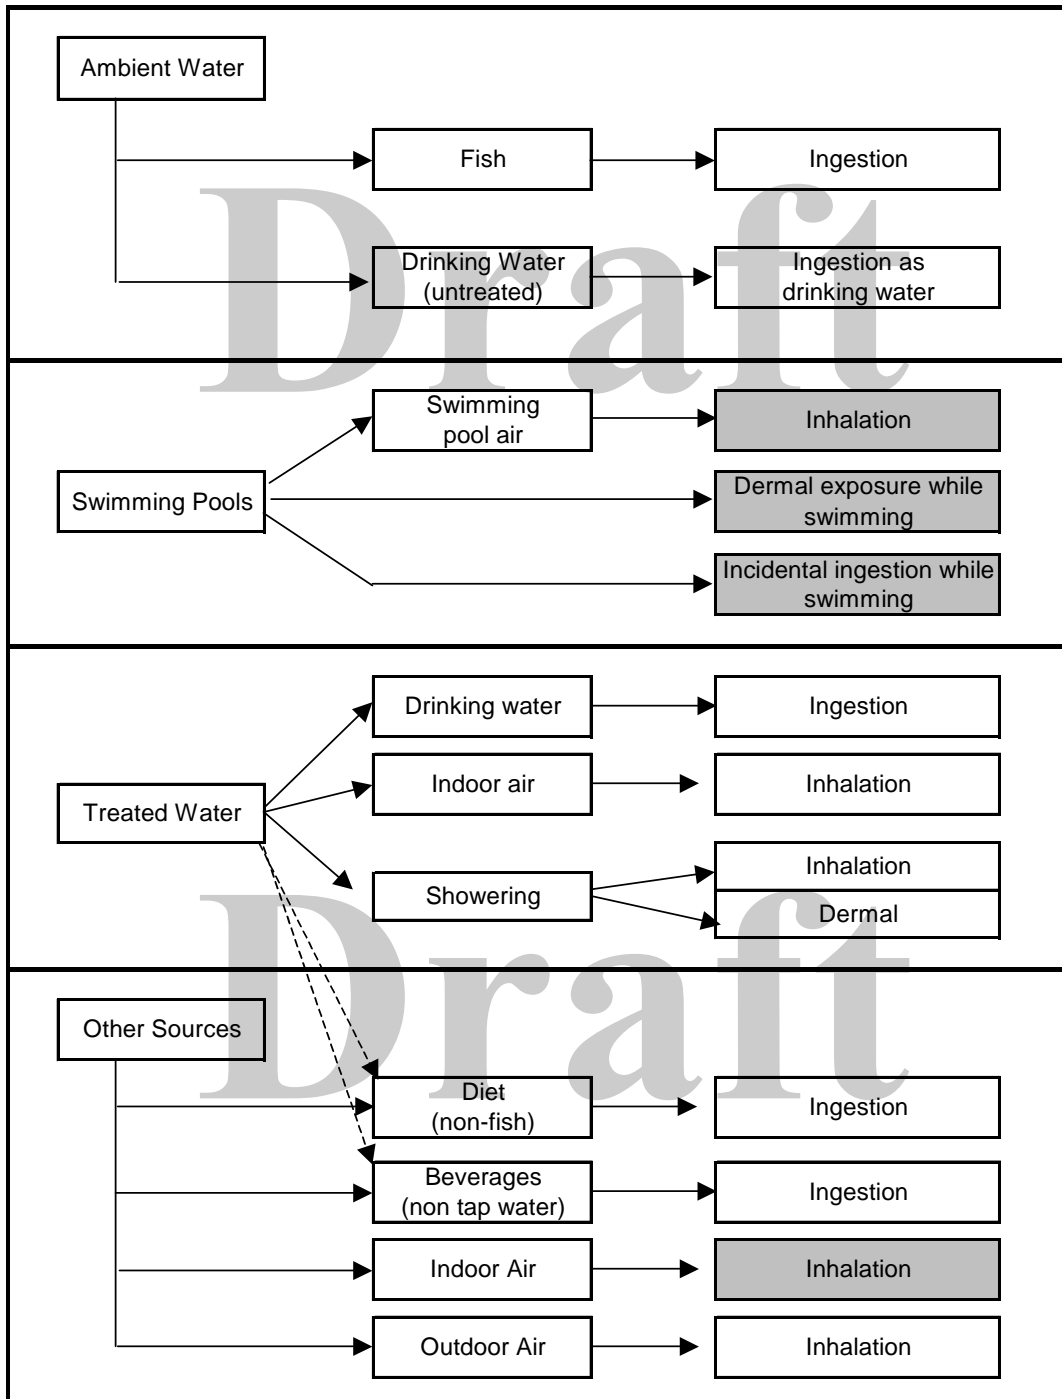 Ambient Water
Fish
Ingestion
Drinking Water
(untreated)
Ingestion as
drinking water
Draft
Swimming
pool air
Inhalation
Swimming Pools
Dermal exposure while
swimming
Incidental ingestion while
swimming
Drinking water
Ingestion
Indoor air
Inhalation
Treated Water
Showering
Inhalation
Dermal
Draft
Other Sources
Diet
(non-fish)
Ingestion
Beverages
(non tap water)
Ingestion
Indoor Air
Inhalation
Outdoor Air
Inhalation